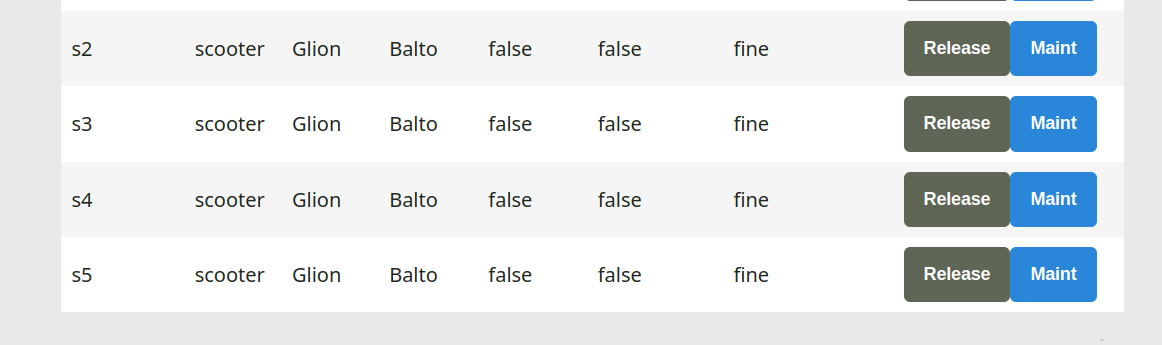 s2 scooter Glion Balto false false fine Release Maint
s3 scooter Glion Balto false false fine Release Maint
s4 scooter Glion Balto false false fine Release Maint
s5 scooter Glion Balto false false fine Release Maint